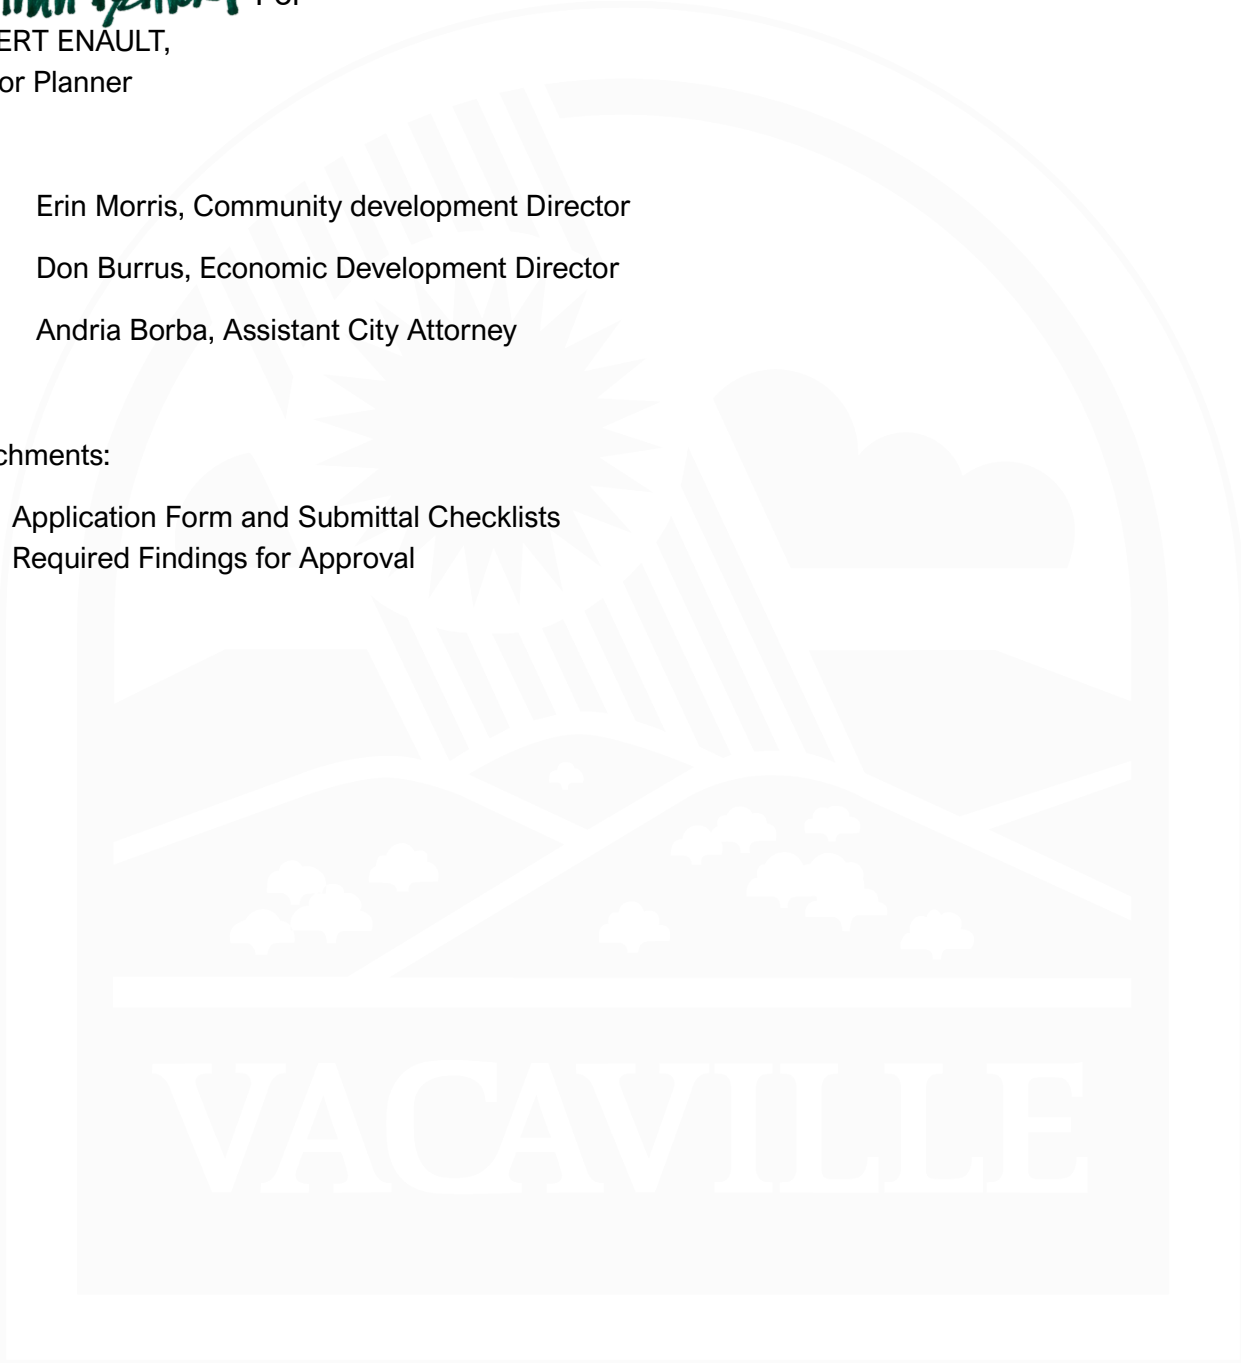 For
ERT ENAULT,
or Planner
Erin Morris, Community development Director
Don Burrus, Economic Development Director
Andria Borba, Assistant City Attorney
chments:
Application Form and Submittal Checklists
Required Findings for Approval
VACAVILLE